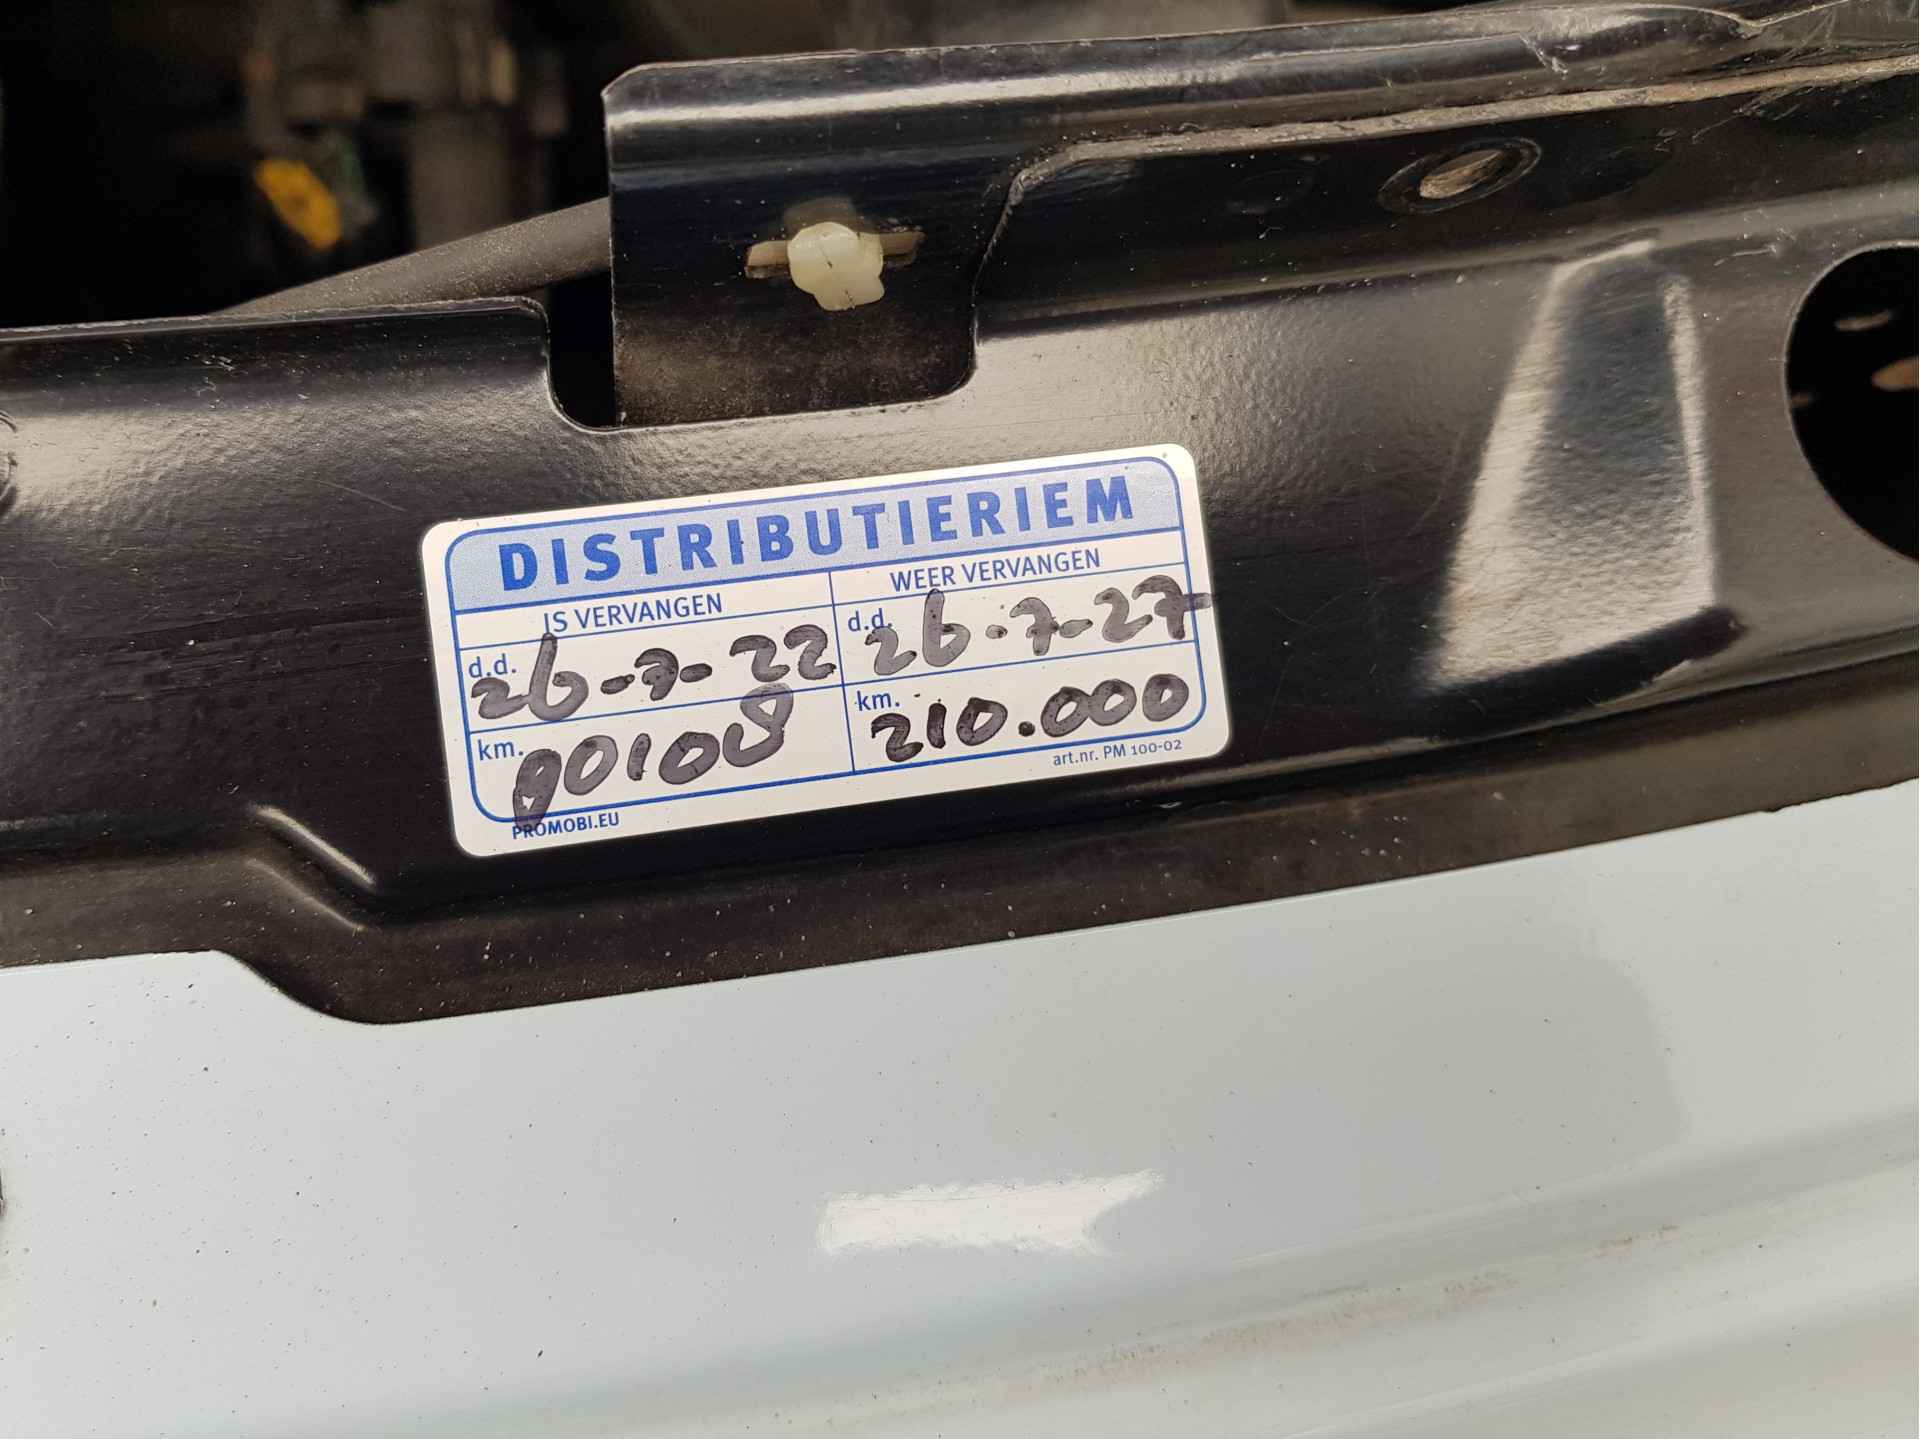 DISTRIBUTIERIEM
IS VERVANGEN
d.d. 26-7-22
km. 90108
WEER VERVANGEN
d.d. 26-7-27
km. 210.000
PROMOBI.EU
art.nr. PM 100-02